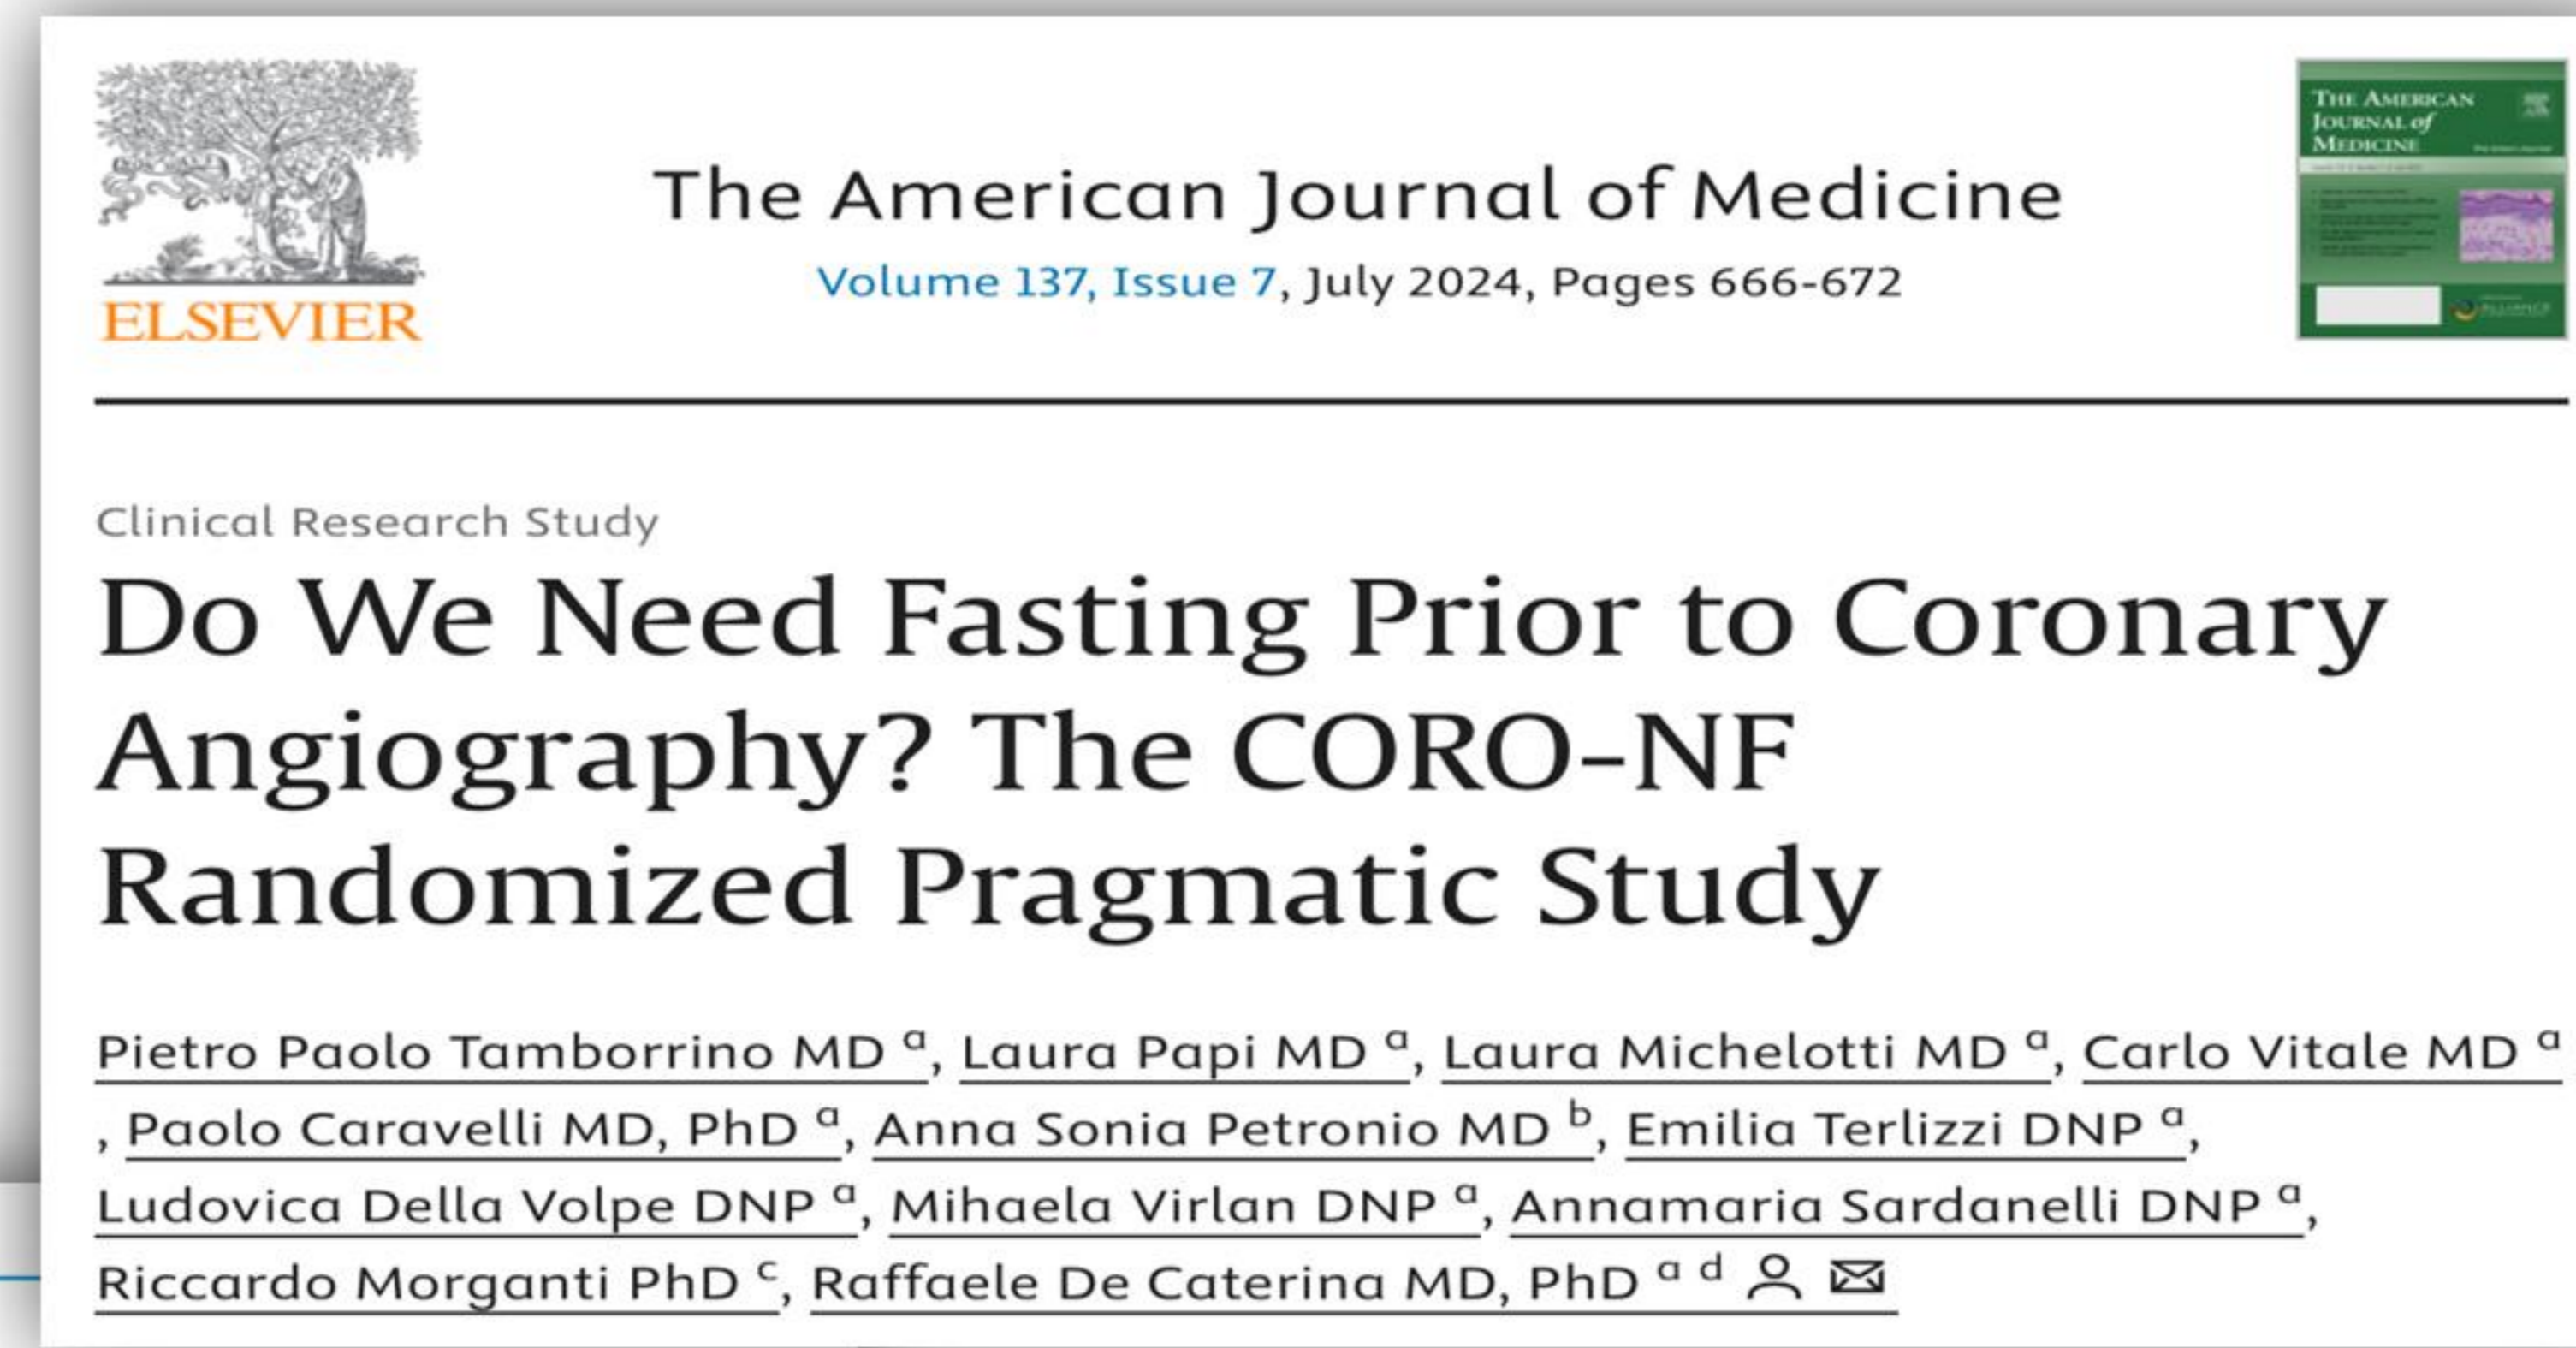 The American Journal of Medicine
Volume 137, Issue 7, July 2024, Pages 666-672
ELSEVIER
THE AMERICAN
JOURNAL of
MEDICINE
Clinical Research Study
Do We Need Fasting Prior to Coronary
Angiography? The CORO-NF
Randomized Pragmatic Study
Pietro Paolo Tamborrino MD ᵃ, Laura Papi MD ᵃ, Laura Michelotti MD ᵃ, Carlo Vitale MD ᵃ
, Paolo Caravelli MD, PhD ᵃ, Anna Sonia Petronio MD ᵇ, Emilia Terlizzi DNP ᵃ,
Ludovica Della Volpe DNP ᵃ, Mihaela Virlan DNP ᵃ, Annamaria Sardanelli DNP ᵃ,
Riccardo Morganti PhD ᶜ, Raffaele De Caterina MD, PhD ᵃ ᵈ